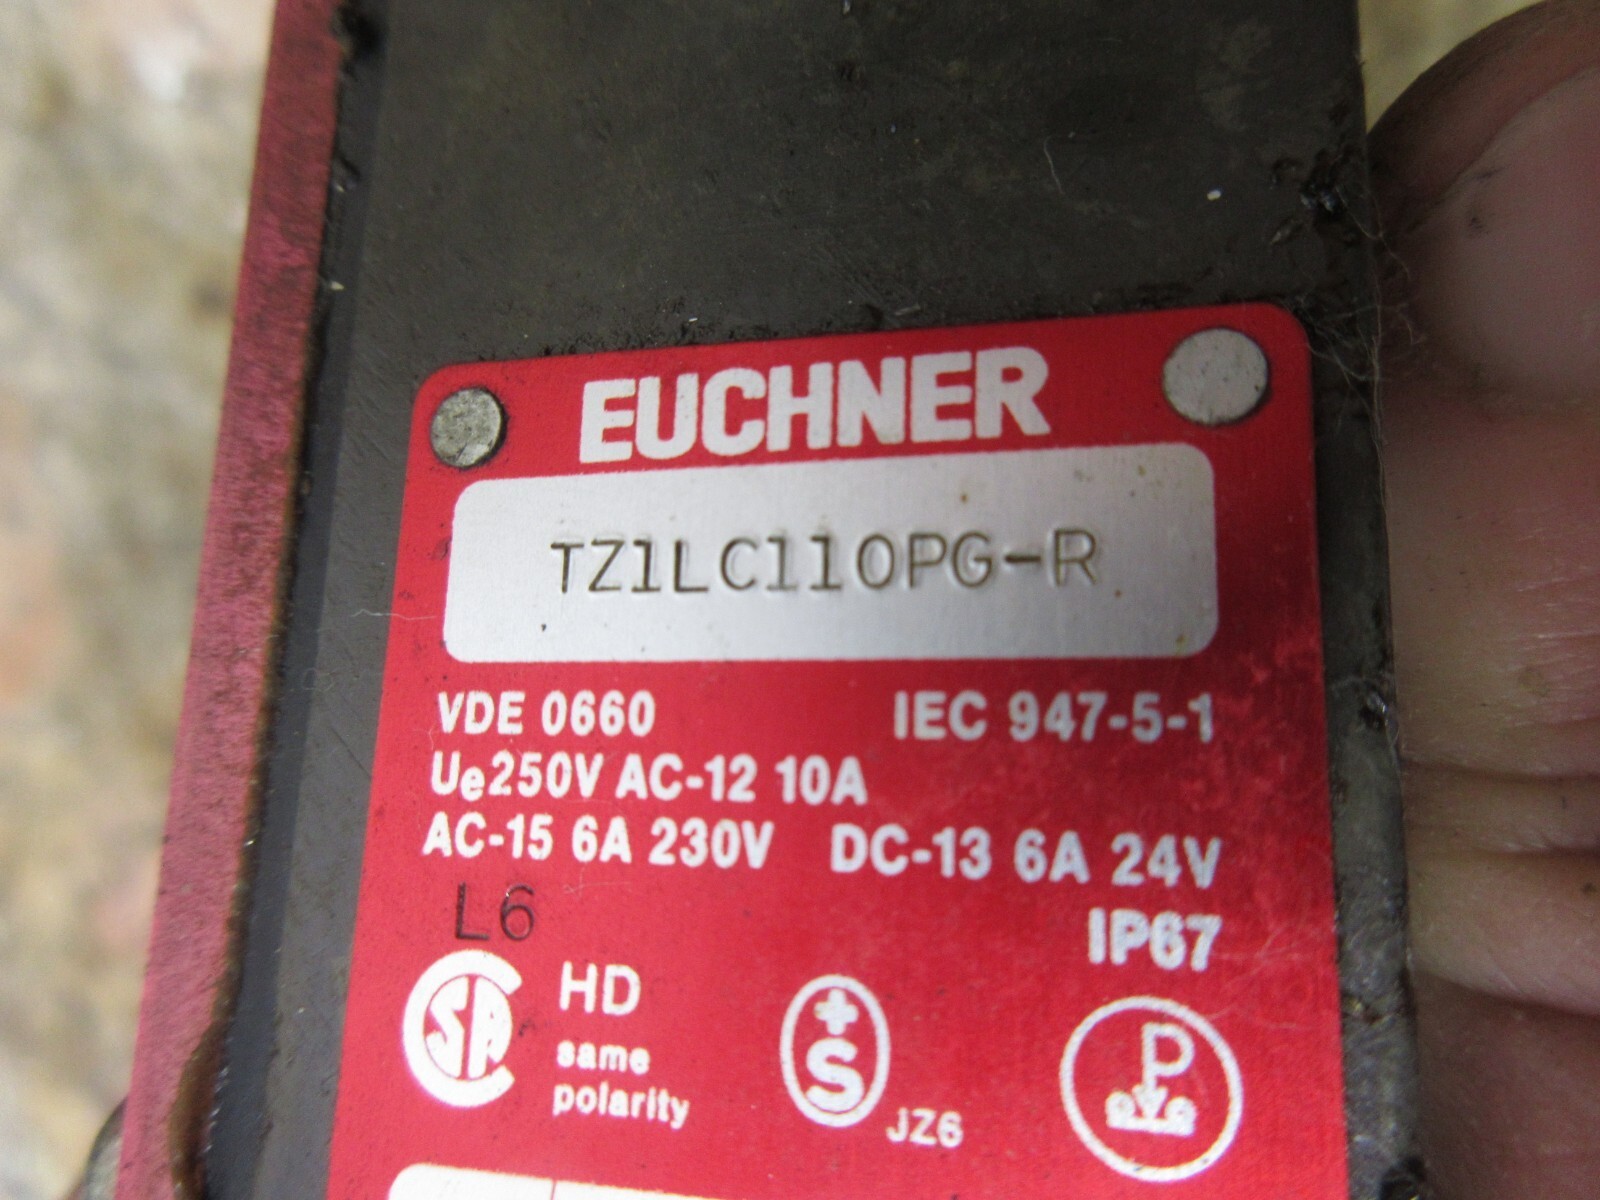 EUCHNER
TZ1LC110PG-R
VDE 0660 IEC 947-5-1
Ue250V AC-12 10A
AC-15 6A 230V DC-13 6A 24V
L6
IP67
SA HD
same
polarity
+S JZ6
P